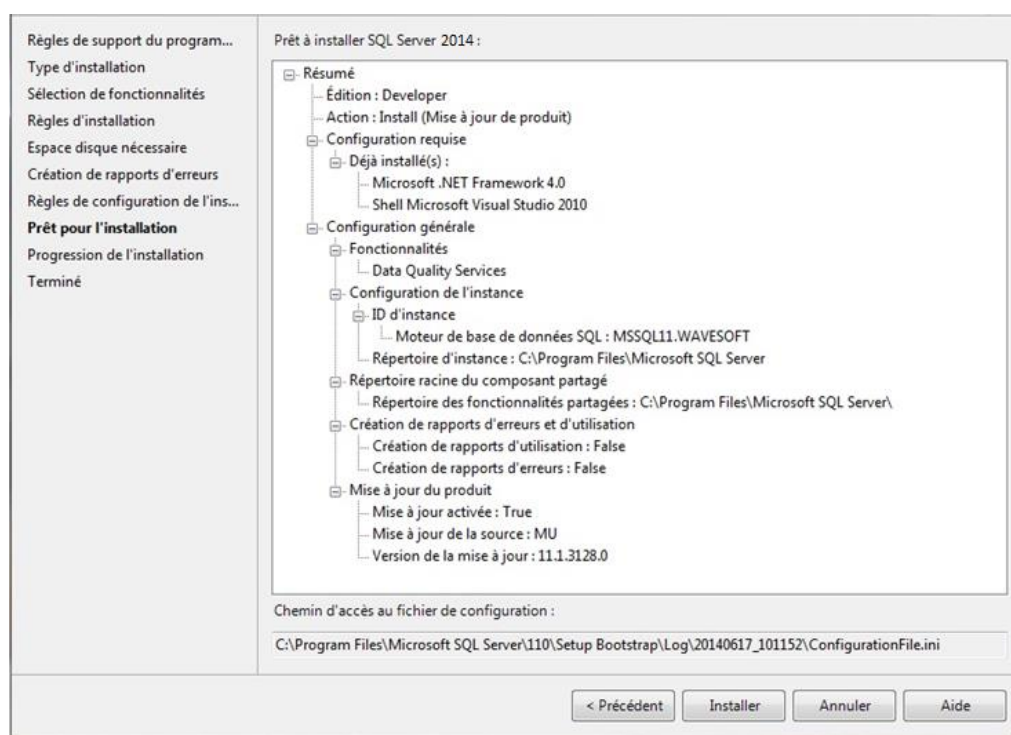 Règles de support du program...
Type d'installation
Sélection de fonctionnalités
Règles d'installation
Espace disque nécessaire
Création de rapports d'erreurs
Règles de configuration de l'ins...
Prêt pour l'installation
Progression de l'installation
Terminé
Prêt à installer SQL Server 2014 :
Résumé
Édition : Developer
Action : Install (Mise à jour de produit)
Configuration requise
Déjà installé(s) :
Microsoft .NET Framework 4.0
Shell Microsoft Visual Studio 2010
Configuration générale
Fonctionnalités
Data Quality Services
Configuration de l'instance
ID d'instance
Moteur de base de données SQL : MSSQL11.WAVESOFT
Répertoire d'instance : C:\Program Files\Microsoft SQL Server
Répertoire racine du composant partagé
Répertoire des fonctionnalités partagées : C:\Program Files\Microsoft SQL Server\
Création de rapports d'erreurs et d'utilisation
Création de rapports d'utilisation : False
Création de rapports d'erreurs : False
Mise à jour du produit
Mise à jour activée : True
Mise à jour de la source : MU
Version de la mise à jour : 11.1.3128.0
Chemin d'accès au fichier de configuration :
C:\Program Files\Microsoft SQL Server\110\Setup Bootstrap\Log\20140617_101152\ConfigurationFile.ini
< Précédent
Installer
Annuler
Aide